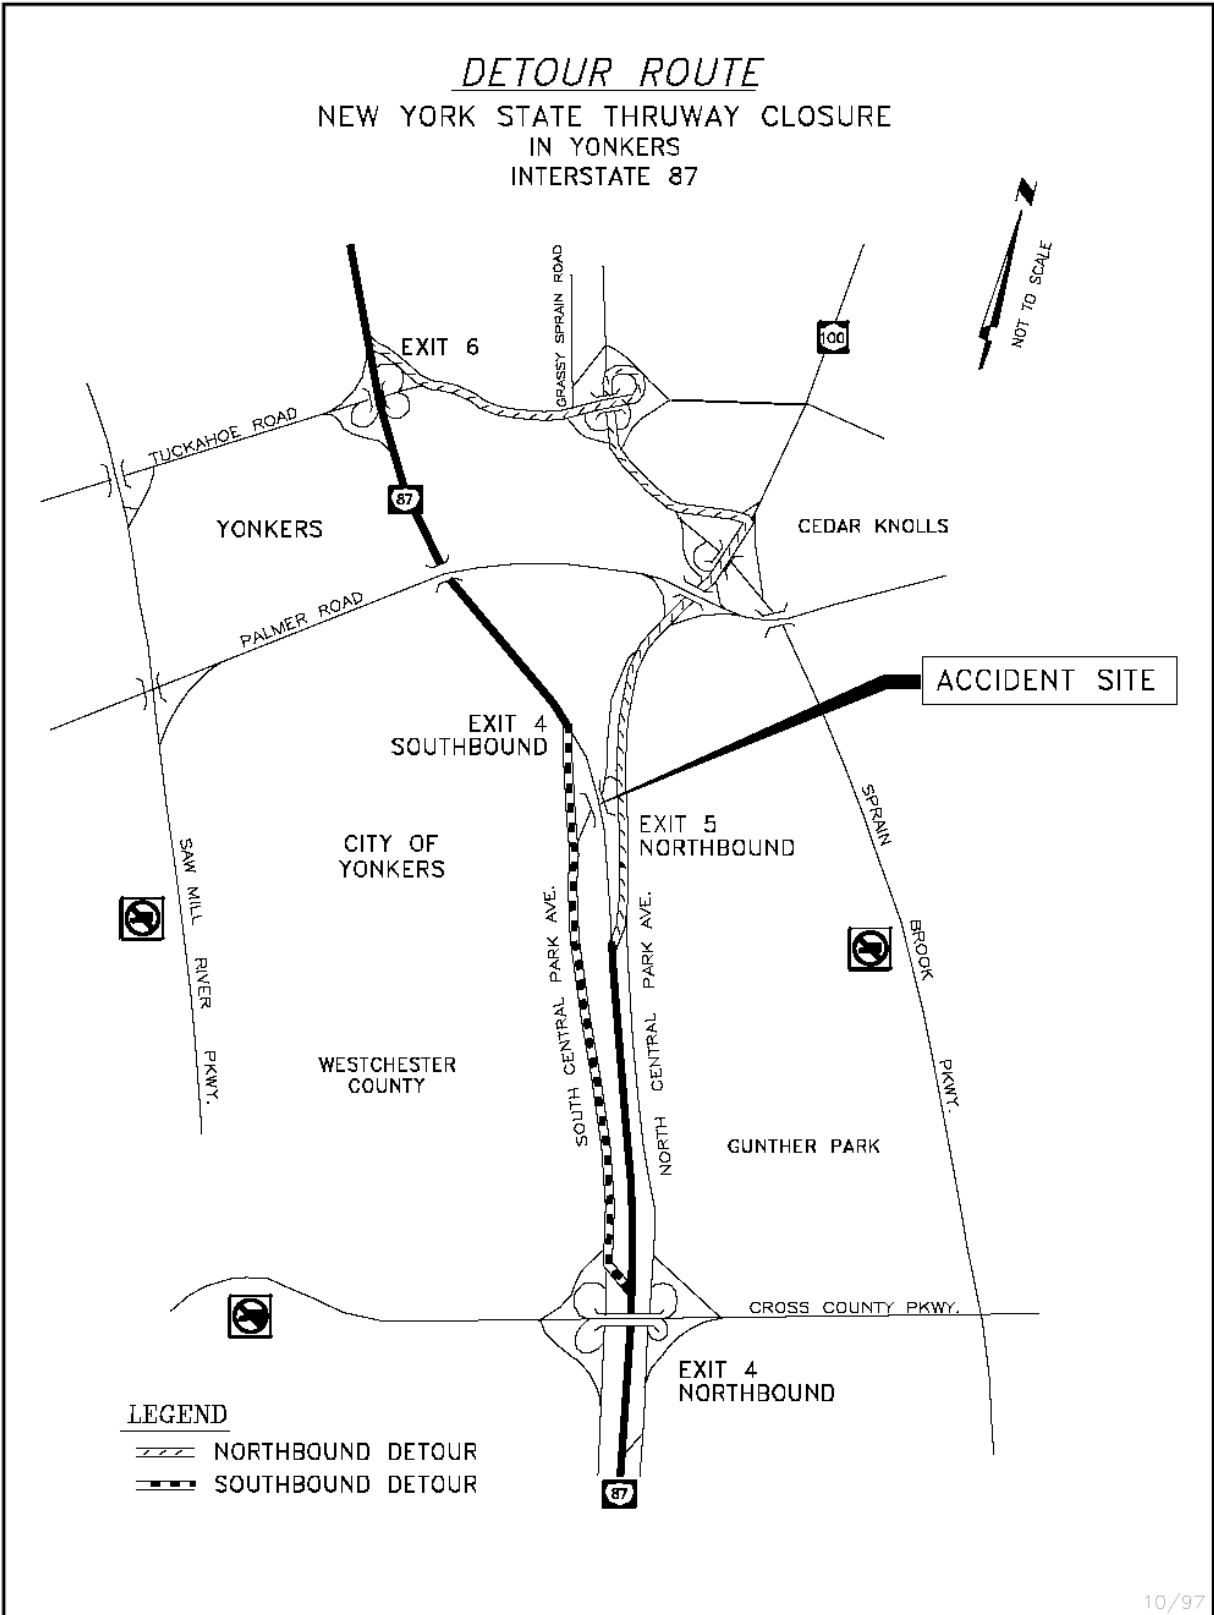 DETOUR ROUTE
NEW YORK STATE THRUWAY CLOSURE
IN YONKERS
INTERSTATE 87
N
NOT TO SCALE
GRASSY SPRAIN ROAD
100
EXIT 6
TUCKAHOE ROAD
87
YONKERS
CEDAR KNOLLS
PALMER ROAD
ACCIDENT SITE
EXIT 4
SOUTHBOUND
EXIT 5
NORTHBOUND
CITY OF
YONKERS
SAW MILL RIVER PKWY.
SPRAIN BROOK PKWY.
SOUTH CENTRAL PARK AVE.
NORTH CENTRAL PARK AVE.
WESTCHESTER
COUNTY
GUNTHER PARK
CROSS COUNTY PKWY.
EXIT 4
NORTHBOUND
LEGEND
NORTHBOUND DETOUR
SOUTHBOUND DETOUR
87
10/97